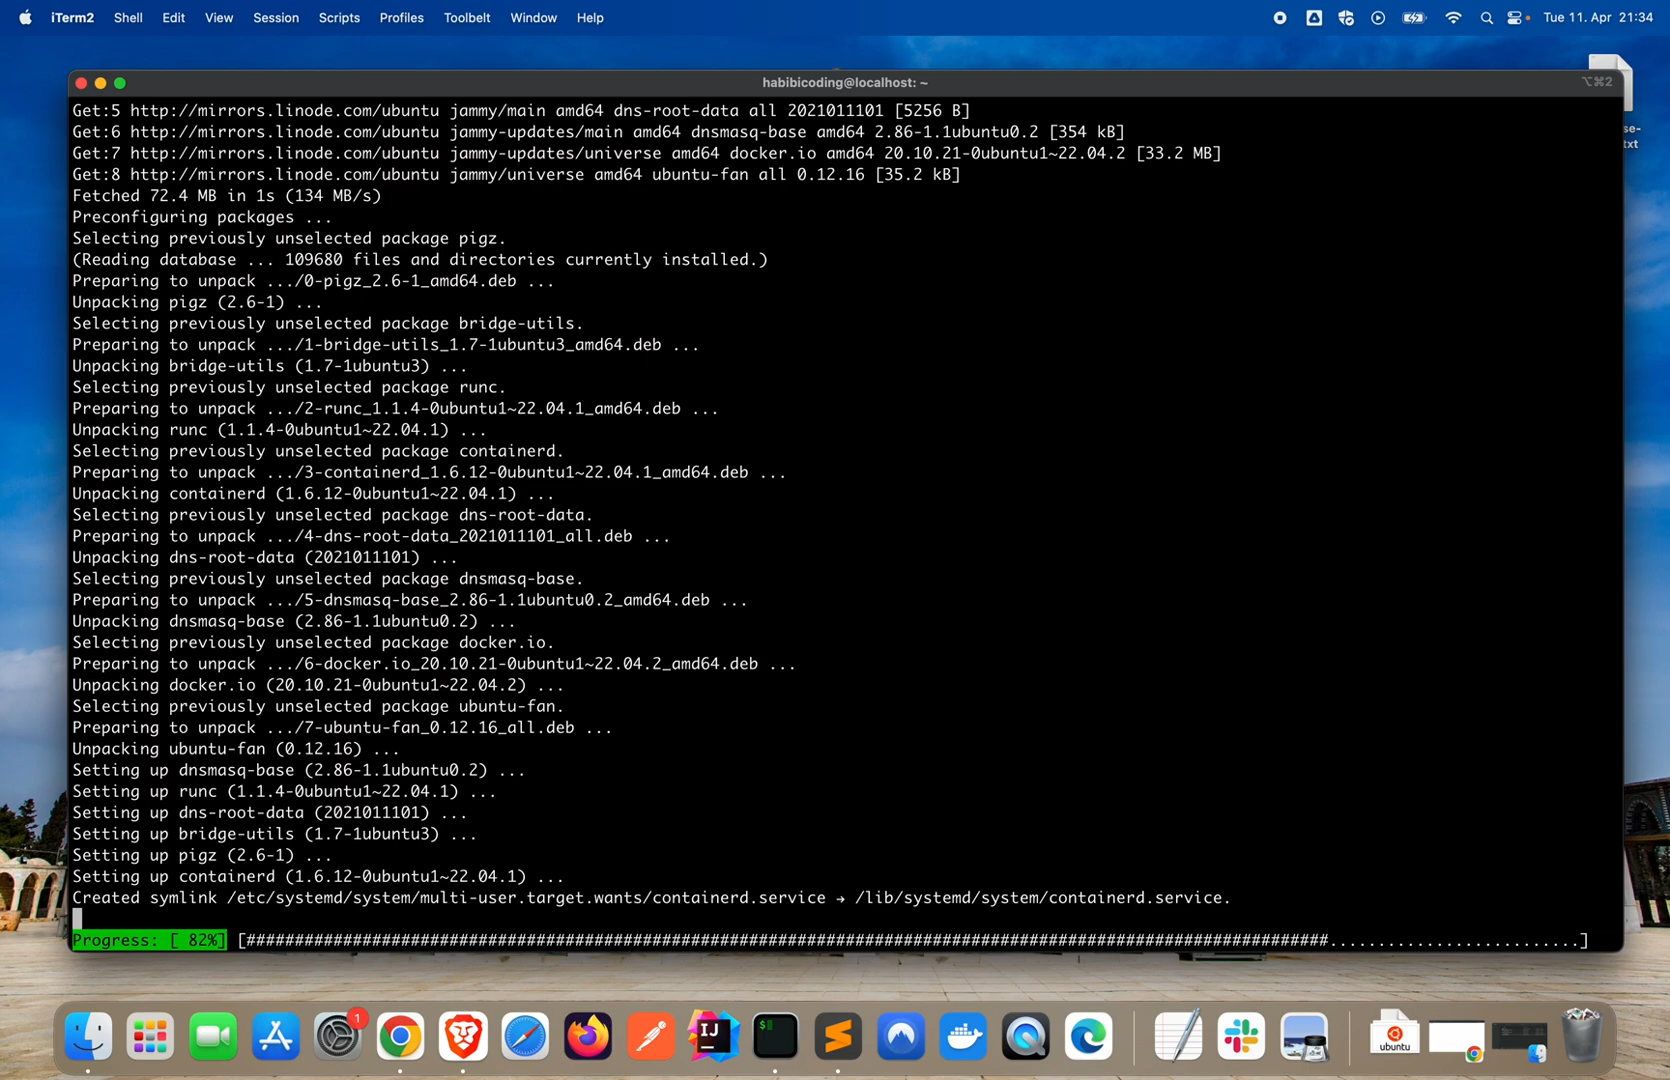 iTerm2 Shell Edit View Session Scripts Profiles Toolbelt Window Help Tue 11. Apr 21:34
habibicoding@localhost: ~ ⌥⌘2
Get:5 http://mirrors.linode.com/ubuntu jammy/main amd64 dns-root-data all 2021011101 [5256 B]
Get:6 http://mirrors.linode.com/ubuntu jammy-updates/main amd64 dnsmasq-base amd64 2.86-1.1ubuntu0.2 [354 kB]
se-
Get:7 http://mirrors.linode.com/ubuntu jammy-updates/universe amd64 docker.io amd64 20.10.21-0ubuntu1~22.04.2 [33.2 MB]
txt
Get:8 http://mirrors.linode.com/ubuntu jammy/universe amd64 ubuntu-fan all 0.12.16 [35.2 kB]
Fetched 72.4 MB in 1s (134 MB/s)
Preconfiguring packages ...
Selecting previously unselected package pigz.
(Reading database ... 109680 files and directories currently installed.)
Preparing to unpack .../0-pigz_2.6-1_amd64.deb ...
Unpacking pigz (2.6-1) ...
Selecting previously unselected package bridge-utils.
Preparing to unpack .../1-bridge-utils_1.7-1ubuntu3_amd64.deb ...
Unpacking bridge-utils (1.7-1ubuntu3) ...
Selecting previously unselected package runc.
Preparing to unpack .../2-runc_1.1.4-0ubuntu1~22.04.1_amd64.deb ...
Unpacking runc (1.1.4-0ubuntu1~22.04.1) ...
Selecting previously unselected package containerd.
Preparing to unpack .../3-containerd_1.6.12-0ubuntu1~22.04.1_amd64.deb ...
Unpacking containerd (1.6.12-0ubuntu1~22.04.1) ...
Selecting previously unselected package dns-root-data.
Preparing to unpack .../4-dns-root-data_2021011101_all.deb ...
Unpacking dns-root-data (2021011101) ...
Selecting previously unselected package dnsmasq-base.
Preparing to unpack .../5-dnsmasq-base_2.86-1.1ubuntu0.2_amd64.deb ...
Unpacking dnsmasq-base (2.86-1.1ubuntu0.2) ...
Selecting previously unselected package docker.io.
Preparing to unpack .../6-docker.io_20.10.21-0ubuntu1~22.04.2_amd64.deb ...
Unpacking docker.io (20.10.21-0ubuntu1~22.04.2) ...
Selecting previously unselected package ubuntu-fan.
Preparing to unpack .../7-ubuntu-fan_0.12.16_all.deb ...
Unpacking ubuntu-fan (0.12.16) ...
Setting up dnsmasq-base (2.86-1.1ubuntu0.2) ...
Setting up runc (1.1.4-0ubuntu1~22.04.1) ...
Setting up dns-root-data (2021011101) ...
Setting up bridge-utils (1.7-1ubuntu3) ...
Setting up pigz (2.6-1) ...
Setting up containerd (1.6.12-0ubuntu1~22.04.1) ...
Created symlink /etc/systemd/system/multi-user.target.wants/containerd.service → /lib/systemd/system/containerd.service.
Progress: [ 82%] [################################################################################################################..........................]
1
IJ
$
ubuntu